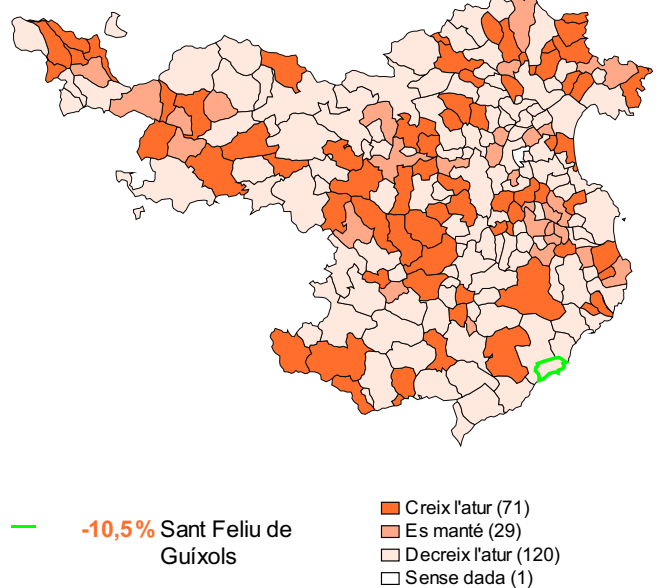 -10,5% Sant Feliu de
Guíxols
Creix l'atur (71)
Es manté (29)
Decreix l'atur (120)
Sense dada (1)